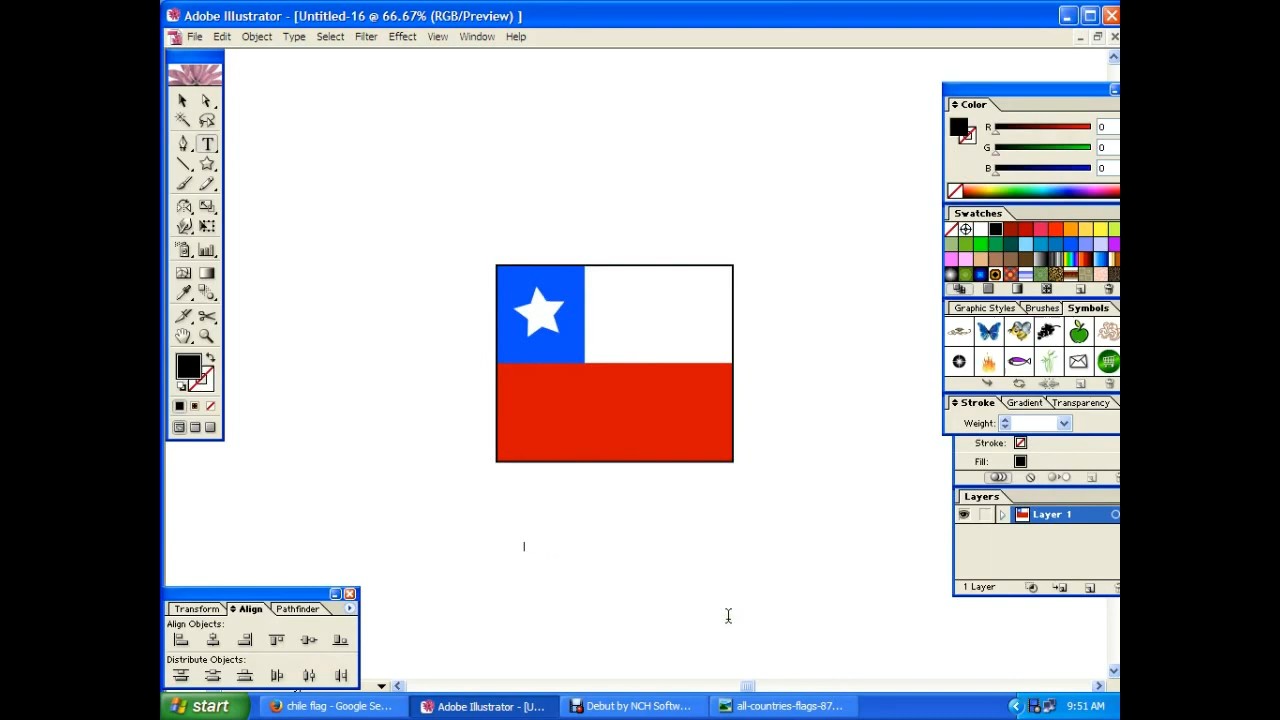 Adobe Illustrator - [Untitled-16 @ 66.67% (RGB/Preview) ]
File Edit Object Type Select Filter Effect View Window Help
Color
R 0
G 0
B 0
Swatches
Graphic Styles Brushes Symbols
Stroke Gradient Transparency
Weight:
Stroke:
Fill:
Layers
Layer 1
1 Layer
Transform Align Pathfinder
Align Objects:
Distribute Objects:
start chile flag - Google Se... Adobe Illustrator - [U... Debut by NCH Softw... all-countries-flags-87... 9:51 AM